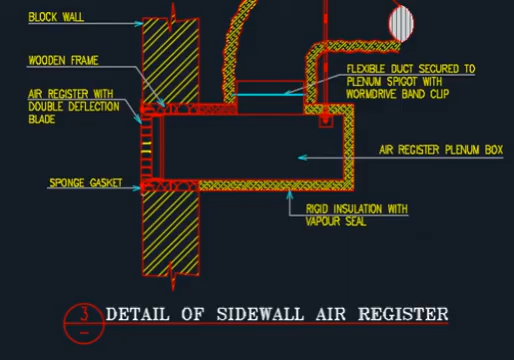 BLOCK WALL
WOODEN FRAME
AIR REGISTER WITH
DOUBLE DEFLECTION
BLADE
SPONGE GASKET
FLEXIBLE DUCT SECURED TO
PLENUM SPIGOT WITH
WORMDRIVE BAND CLIP
AIR REGISTER PLENUM BOX
RIGID INSULATION WITH
VAPOUR SEAL
3
–
DETAIL OF SIDEWALL AIR REGISTER